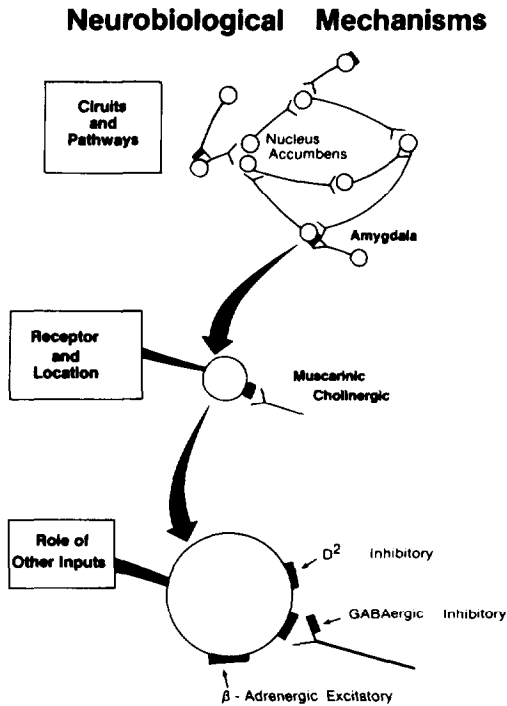 Neurobiological Mechanisms
Ciruits
and
Pathways
Nucleus
Accumbens
Amygdala
Receptor
and
Location
Muscarinic
Cholinergic
Role of
Other Inputs
D2 Inhibitory
GABAergic Inhibitory
β - Adrenergic Excitatory